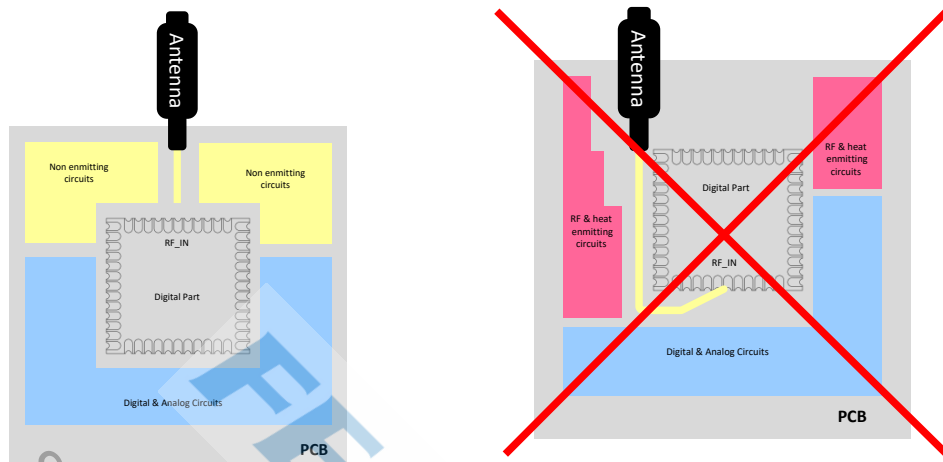 Antenna
Non enmitting
circuits
Non enmitting
circuits
RF_IN
Digital Part
Digital & Analog Circuits
PCB
Antenna
RF & heat
enmitting
circuits
Digital Part
RF & heat
enmitting
circuits
RF_IN
Digital & Analog Circuits
PCB